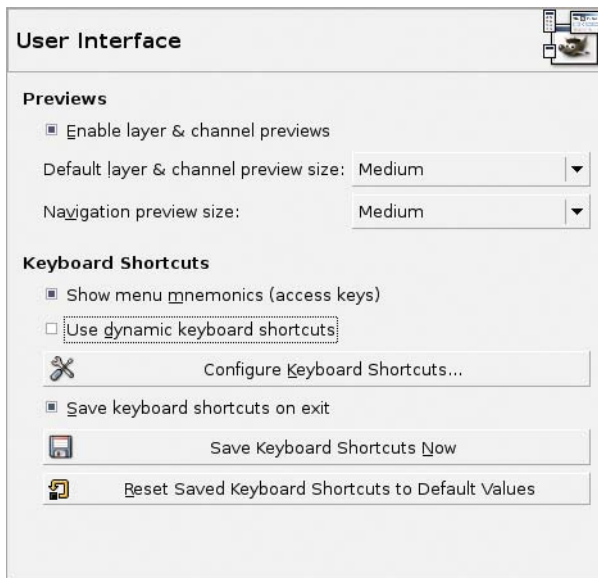 User Interface
Previews
Enable layer & channel previews
Default layer & channel preview size: Medium
Navigation preview size: Medium
Keyboard Shortcuts
Show menu mnemonics (access keys)
Use dynamic keyboard shortcuts
Configure Keyboard Shortcuts...
Save keyboard shortcuts on exit
Save Keyboard Shortcuts Now
Reset Saved Keyboard Shortcuts to Default Values